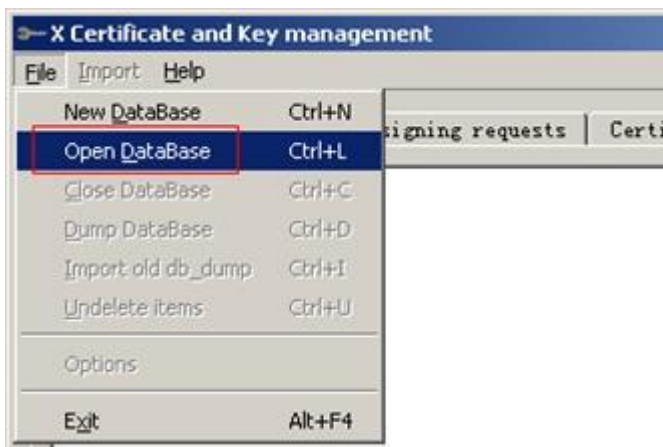 X Certificate and Key management
File Import Help
New DataBase Ctrl+N
Open DataBase Ctrl+L
Close DataBase Ctrl+C
Dump DataBase Ctrl+D
Import old db_dump Ctrl+I
Undelete items Ctrl+U
Options
Exit Alt+F4
signing requests
Certi